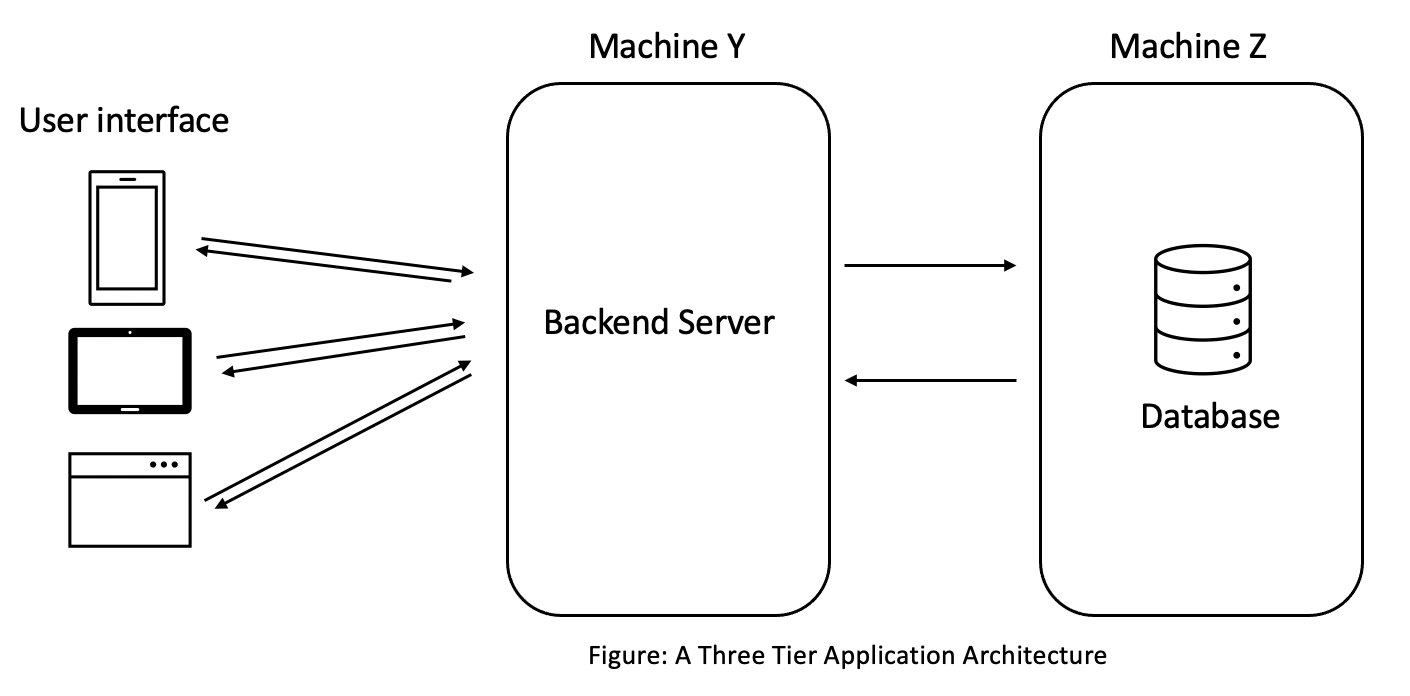 Machine Y
Machine Z
User interface
Backend Server
Database
Figure: A Three Tier Application Architecture